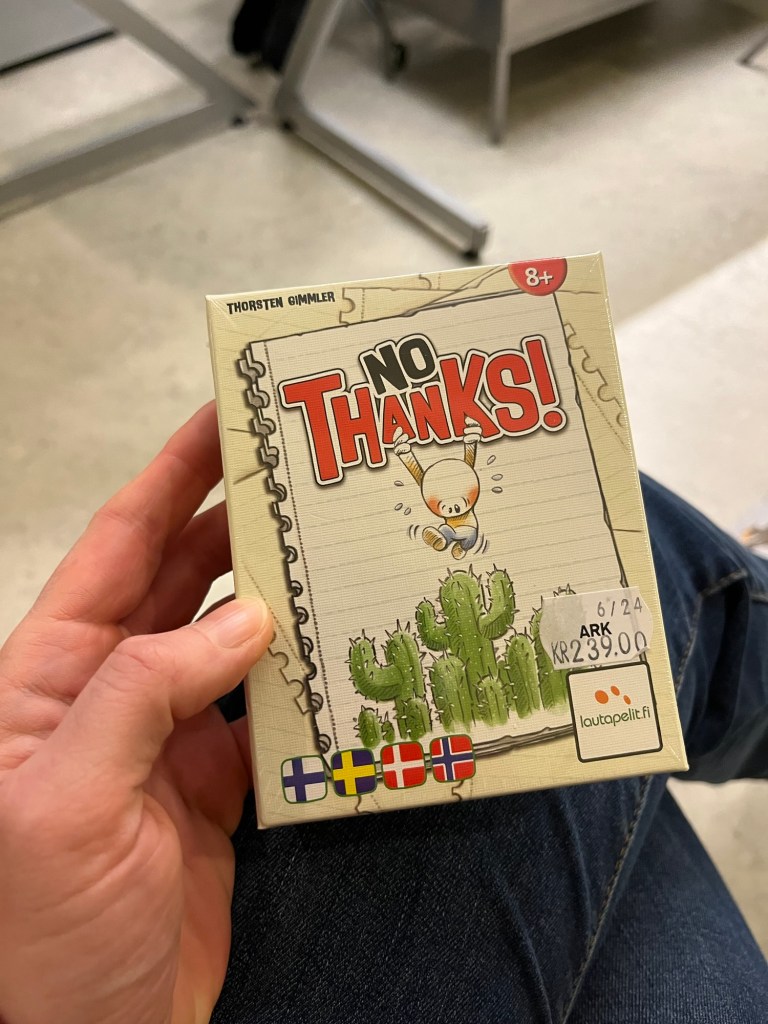 THORSTEN GIMMLER
8+
NO
THANKS!
6/24
ARK
KR239.00
lautapelit.fi